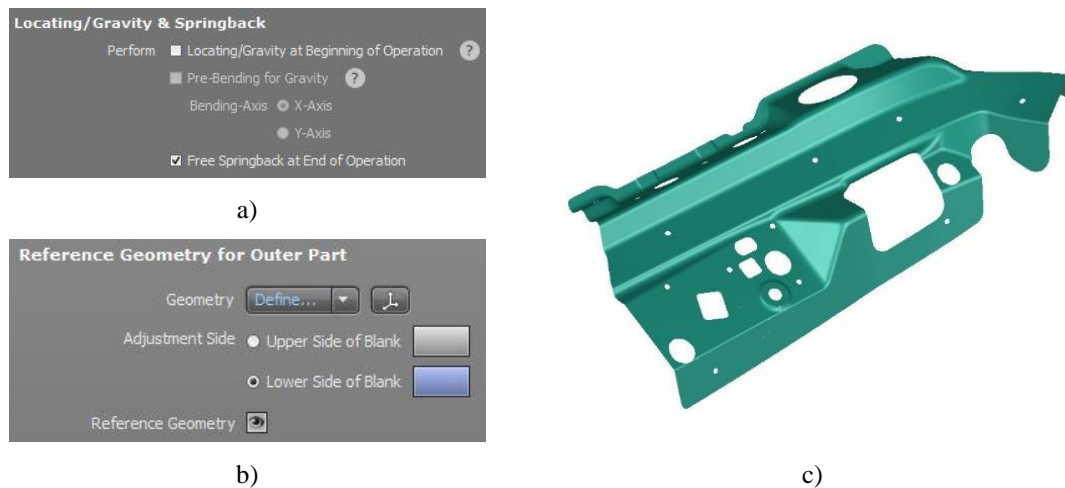 Locating/Gravity & Springback
Perform Locating/Gravity at Beginning of Operation ?
Pre-Bending for Gravity ?
Bending-Axis X-Axis
Y-Axis
Free Springback at End of Operation
a)
Reference Geometry for Outer Part
Geometry Define...
Adjustment Side Upper Side of Blank
Lower Side of Blank
Reference Geometry
b)
c)